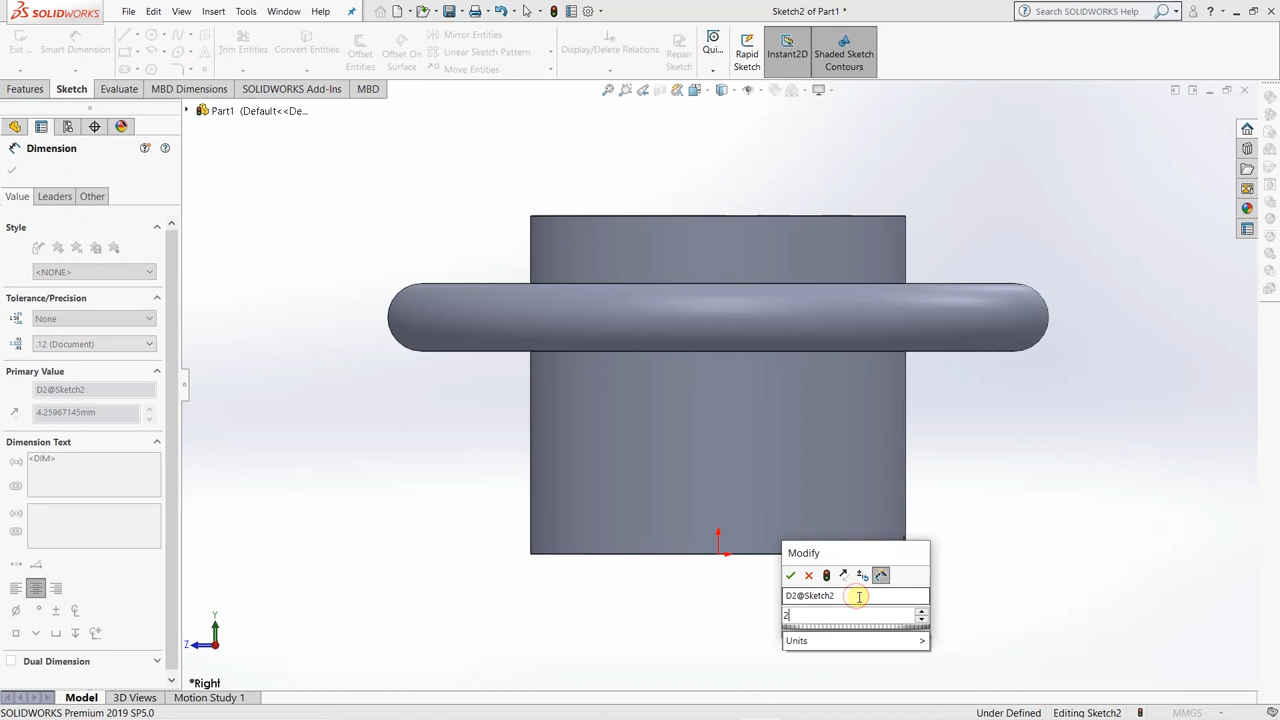 SOLIDWORKS
File Edit View Insert Tools Window Help
Sketch2 of Part1 *
Search SOLIDWORKS Help
Exit ...
Smart Dimension
Trim Entities
Convert Entities
Offset Entities
Offset On Surface
Mirror Entities
Linear Sketch Pattern
Move Entities
Display/Delete Relations
Repair Sketch
Qui...
Rapid Sketch
Instant2D
Shaded Sketch Contours
Features Sketch Evaluate MBD Dimensions SOLIDWORKS Add-Ins MBD
Part1 (Default<<De...
Dimension
Value Leaders Other
Style
<NONE>
Tolerance/Precision
None
.12 (Document)
Primary Value
D2@Sketch2
4.25967145mm
Dimension Text
<DIM>
Dual Dimension
Modify
D2@Sketch2
2
Units >
Y
Z
*Right
Model 3D Views Motion Study 1
SOLIDWORKS Premium 2019 SP5.0
Under Defined Editing Sketch2 MMGS